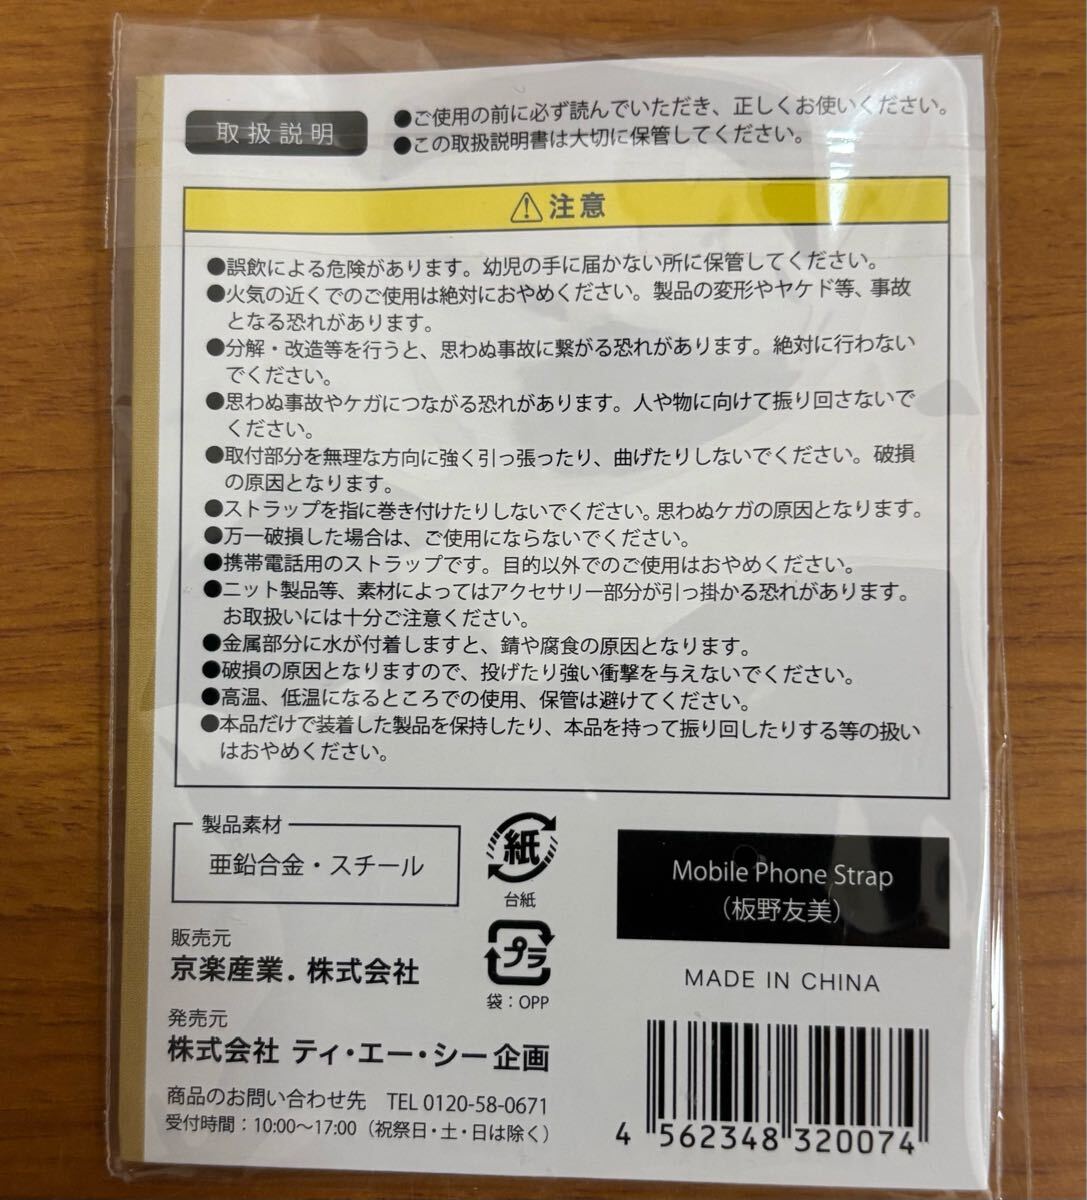 取扱説明
●ご使用の前に必ず読んでいただき、正しくお使いください。
●この取扱説明書は大切に保管してください。
注意
●誤飲による危険があります。幼児の手に届かない所に保管してください。
●火気の近くでのご使用は絶対におやめください。製品の変形やヤケド等、事故
となる恐れがあります。
●分解・改造等を行うと、思わぬ事故に繋がる恐れがあります。絶対に行わない
でください。
●思わぬ事故やケガにつながる恐れがあります。人や物に向けて振り回さないで
ください。
●取付部分を無理な方向に強く引っ張ったり、曲げたりしないでください。破損
の原因となります。
●ストラップを指に巻き付けたりしないでください。思わぬケガの原因となります。
●万一破損した場合は、ご使用にならないでください。
●携帯電話用のストラップです。目的以外でのご使用はおやめください。
●ニット製品等、素材によってはアクセサリー部分が引っ掛かる恐れがあります。
お取扱いには十分ご注意ください。
●金属部分に水が付着しますと、錆や腐食の原因となります。
●破損の原因となりますので、投げたり強い衝撃を与えないでください。
●高温、低温になるところでの使用、保管は避けてください。
●本品だけで装着した製品を保持したり、本品を持って振り回したりする等の扱い
はおやめください。
製品素材
亜鉛合金・スチール
紙
台紙
プラ
袋：OPP
Mobile Phone Strap
（板野友美）
MADE IN CHINA
販売元
京楽産業. 株式会社
発売元
株式会社 ティ・エー・シー企画
商品のお問い合わせ先 TEL 0120-58-0671
受付時間：10:00～17:00（祝祭日・土・日は除く）
4 562348 320074